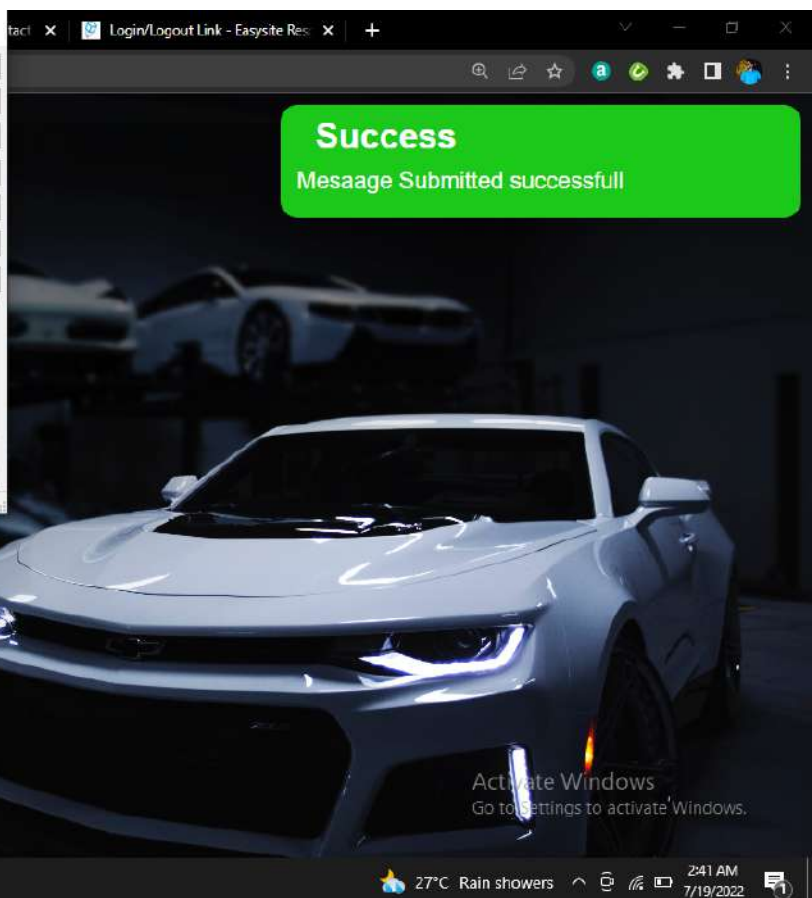 tact
Login/Logout Link - Easysite Res
Success
Mesaage Submitted successfull
Activate Windows
Go to Settings to activate Windows.
27°C Rain showers
2:41 AM
7/19/2022
1